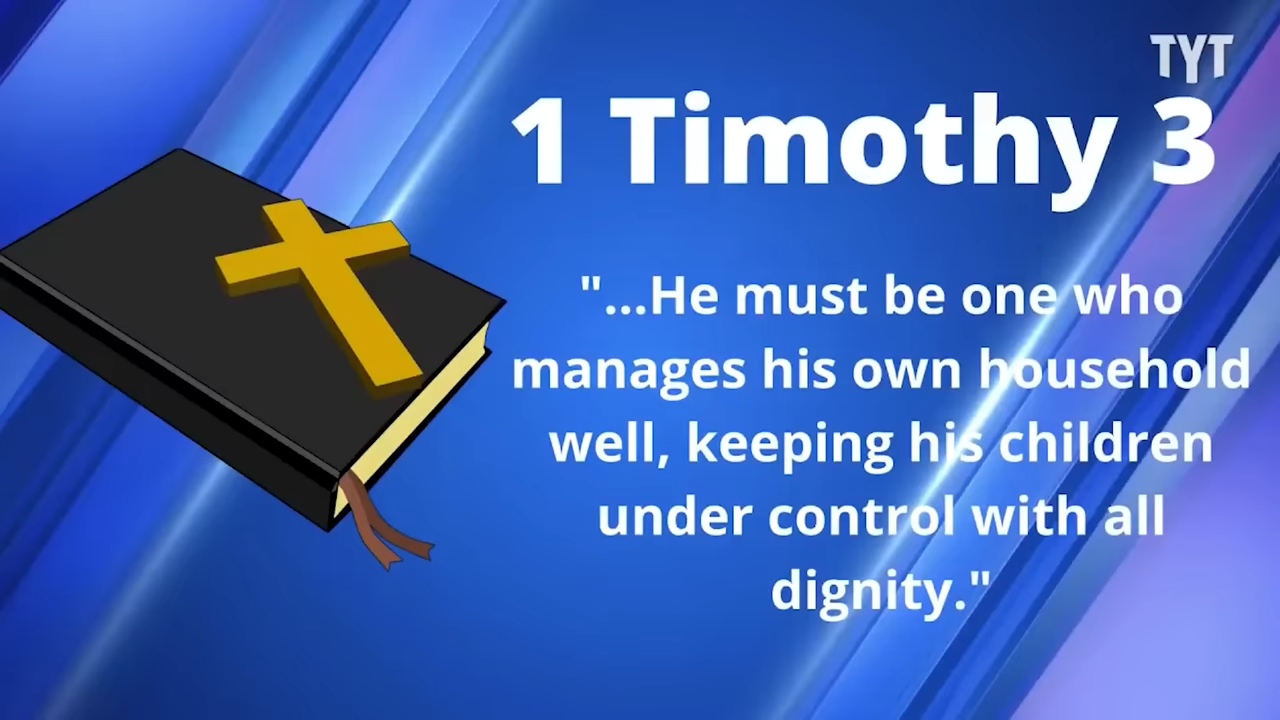 TYT
1 Timothy 3
"...He must be one who
manages his own household
well, keeping his children
under control with all
dignity."